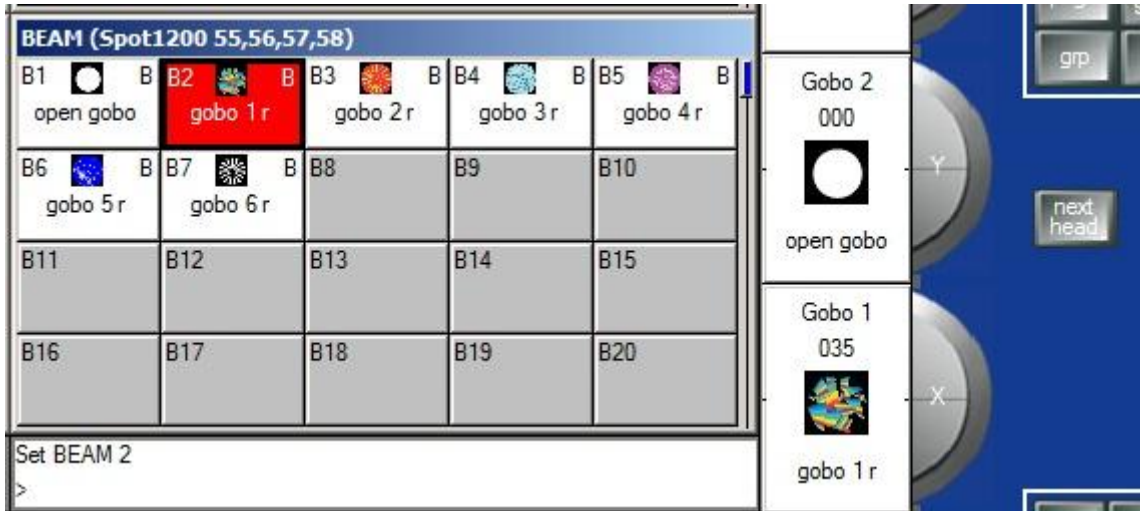 BEAM (Spot1200 55,56,57,58)
B1 B B2 B B3 B B4 B B5 B
open gobo gobo 1 r gobo 2 r gobo 3 r gobo 4 r
B6 B B7 B B8 B9 B10
gobo 5 r gobo 6 r
B11 B12 B13 B14 B15
B16 B17 B18 B19 B20
Set BEAM 2
>
Gobo 2
000
open gobo
Y
Gobo 1
035
gobo 1 r
X
grp
next
head